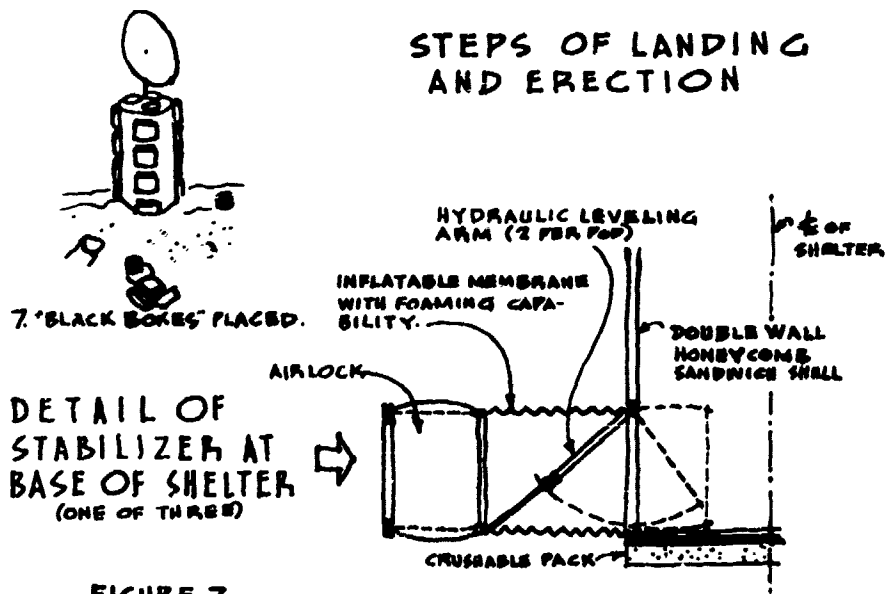 STEPS OF LANDING
AND ERECTION
7. "BLACK BOXES" PLACED.
HYDRAULIC LEVELING
ARM (2 PER POD)
℄ OF
SHELTER
INFLATABLE MEMBRANE
WITH FOAMING CAPA-
BILITY.
DOUBLE WALL
HONEYCOMB
SANDWICH SHELL
AIRLOCK
DETAIL OF
STABILIZER AT
BASE OF SHELTER
(ONE OF THREE)
CRUSHABLE PACK